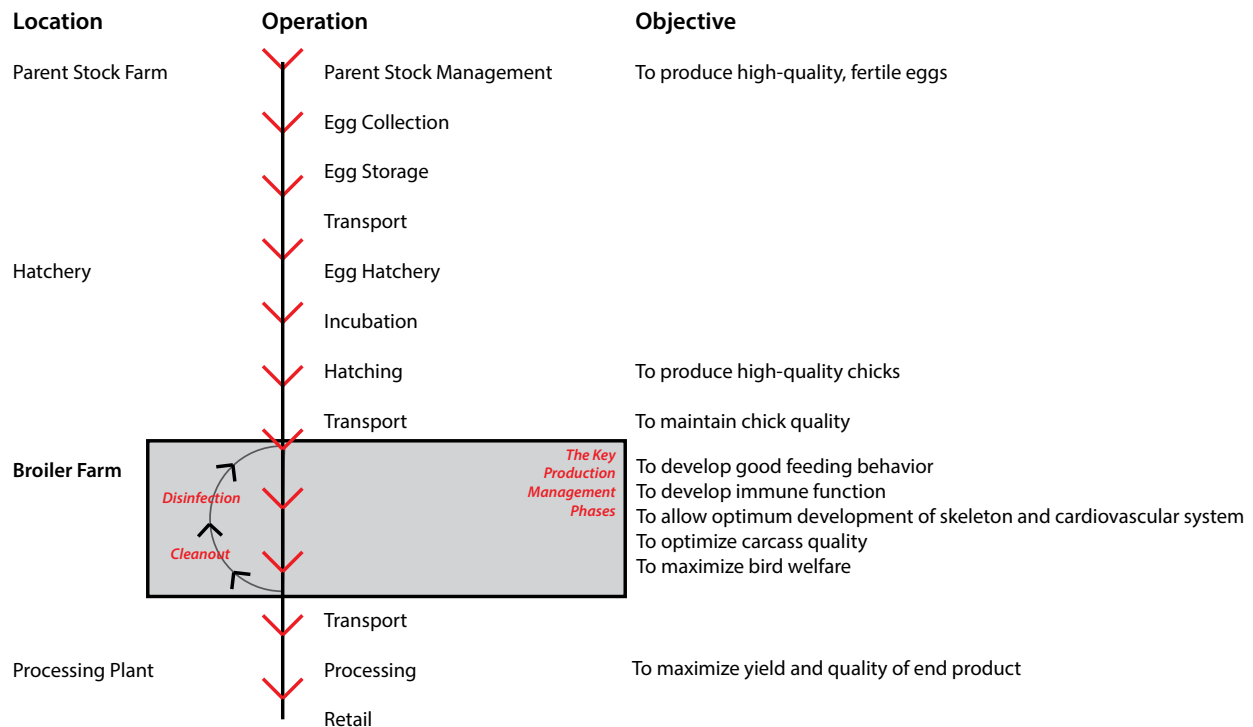 Location Operation Objective
Parent Stock Farm Parent Stock Management To produce high-quality, fertile eggs
Egg Collection
Egg Storage
Transport
Hatchery Egg Hatchery
Incubation
Hatching To produce high-quality chicks
Transport To maintain chick quality
Broiler Farm
Disinfection
Cleanout
The Key
Production
Management
Phases
To develop good feeding behavior
To develop immune function
To allow optimum development of skeleton and cardiovascular system
To optimize carcass quality
To maximize bird welfare
Transport
Processing Plant Processing To maximize yield and quality of end product
Retail